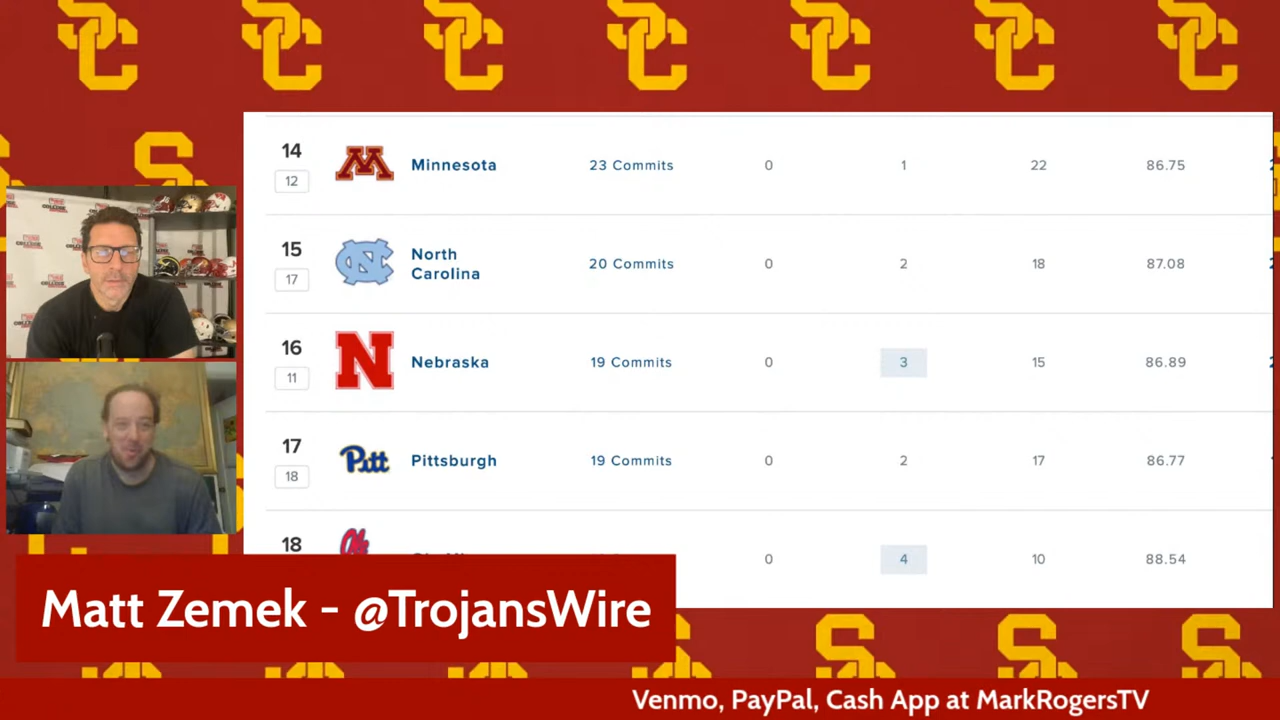 14
12
Minnesota
23 Commits
0
1
22
86.75
15
17
North
Carolina
20 Commits
0
2
18
87.08
16
11
N
Nebraska
19 Commits
0
3
15
86.89
17
18
Pitt
Pittsburgh
19 Commits
0
2
17
86.77
18
0
4
10
88.54
Matt Zemek - @TrojansWire
Venmo, PayPal, Cash App at MarkRogersTV